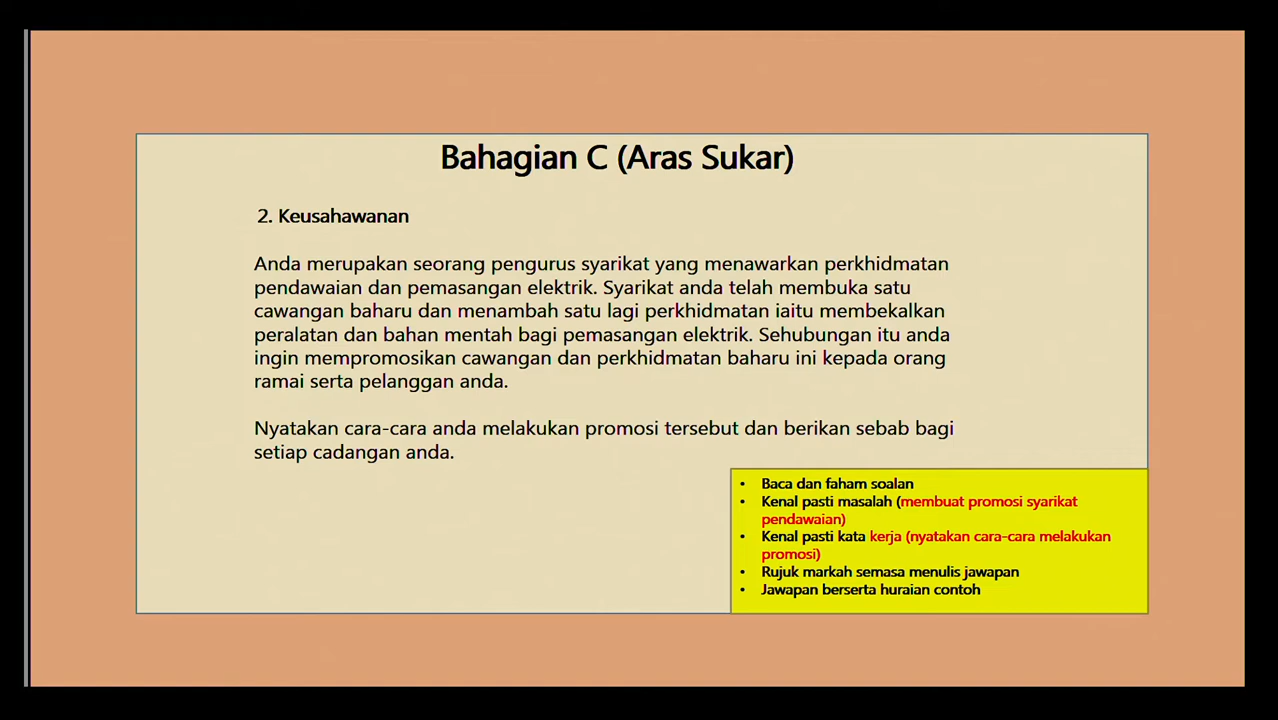 Bahagian C (Aras Sukar)
2. Keusahawanan
Anda merupakan seorang pengurus syarikat yang menawarkan perkhidmatan
pendawaian dan pemasangan elektrik. Syarikat anda telah membuka satu
cawangan baharu dan menambah satu lagi perkhidmatan iaitu membekalkan
peralatan dan bahan mentah bagi pemasangan elektrik. Sehubungan itu anda
ingin mempromosikan cawangan dan perkhidmatan baharu ini kepada orang
ramai serta pelanggan anda.
Nyatakan cara-cara anda melakukan promosi tersebut dan berikan sebab bagi
setiap cadangan anda.
• Baca dan faham soalan
• Kenal pasti masalah (membuat promosi syarikat
pendawaian)
• Kenal pasti kata kerja (nyatakan cara-cara melakukan
promosi)
• Rujuk markah semasa menulis jawapan
• Jawapan berserta huraian contoh